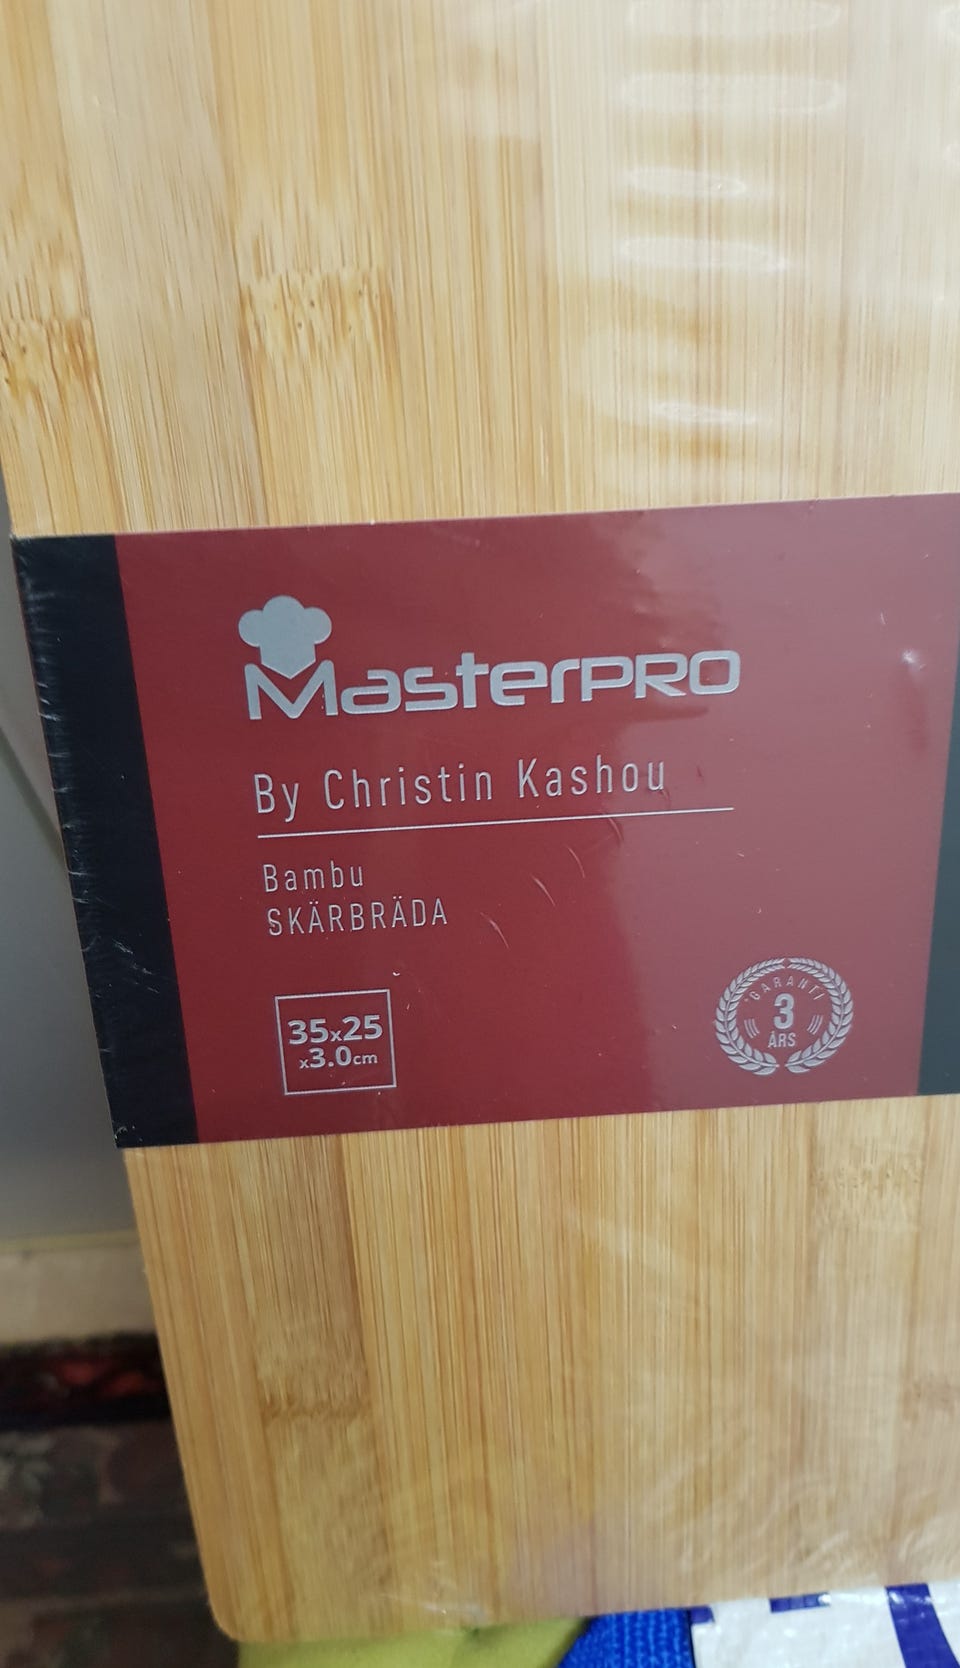 MasterPRO
By Christin Kashou
Bambu
SKÄRBRÄDA
35x25
x3.0cm
GARANTI
3
ÅRS